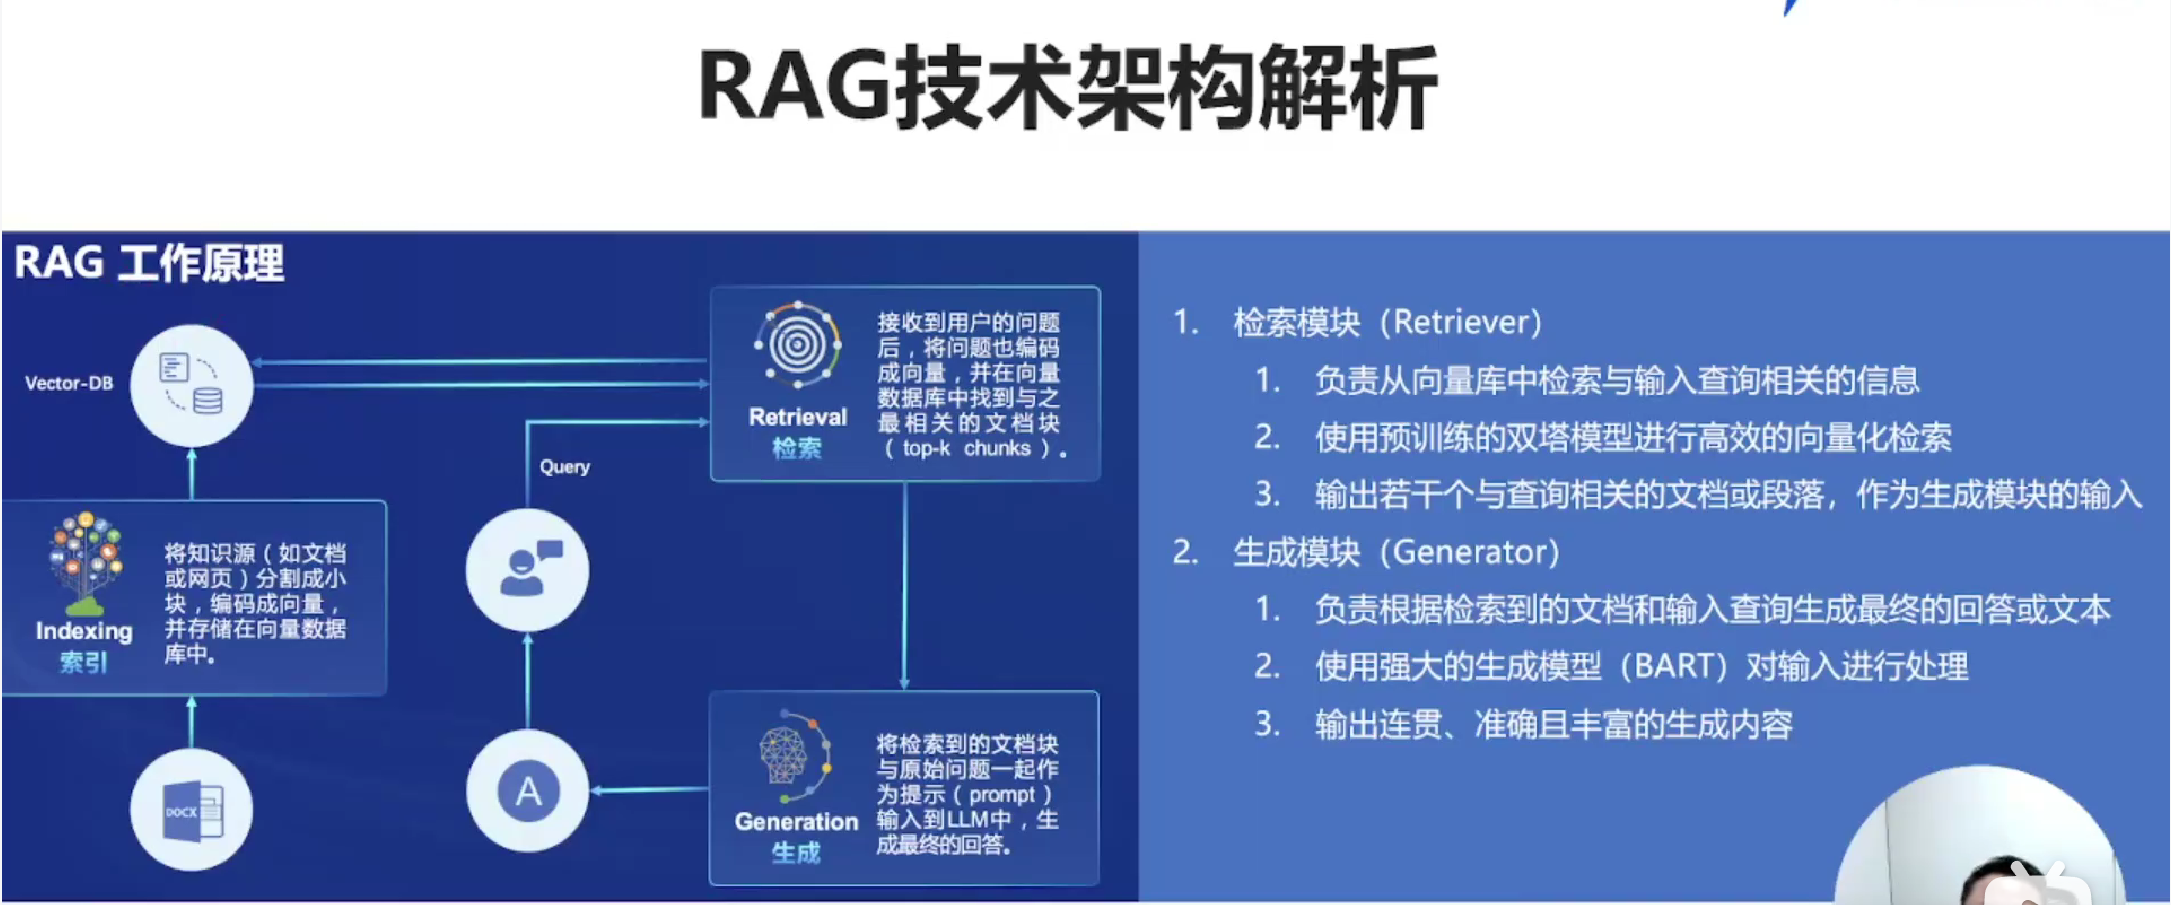 RAG技术架构解析
RAG 工作原理
Vector-DB
Indexing
索引
将知识源（如文档
或网页）分割成小
块，编码成向量，
并存储在向量数据
库中。
DOCX
Query
A
Retrieval
检索
接收到用户的问题
后，将问题也编码
成向量，并在向量
数据库中找到与之
最相关的文档块
（top-k chunks）。
Generation
生成
将检索到的文档块
与原始问题一起作
为提示（prompt）
输入到LLM中，生
成最终的回答。
1. 检索模块（Retriever）
1. 负责从向量库中检索与输入查询相关的信息
2. 使用预训练的双塔模型进行高效的向量化检索
3. 输出若干个与查询相关的文档或段落，作为生成模块的输入
2. 生成模块（Generator）
1. 负责根据检索到的文档和输入查询生成最终的回答或文本
2. 使用强大的生成模型（BART）对输入进行处理
3. 输出连贯、准确且丰富的生成内容